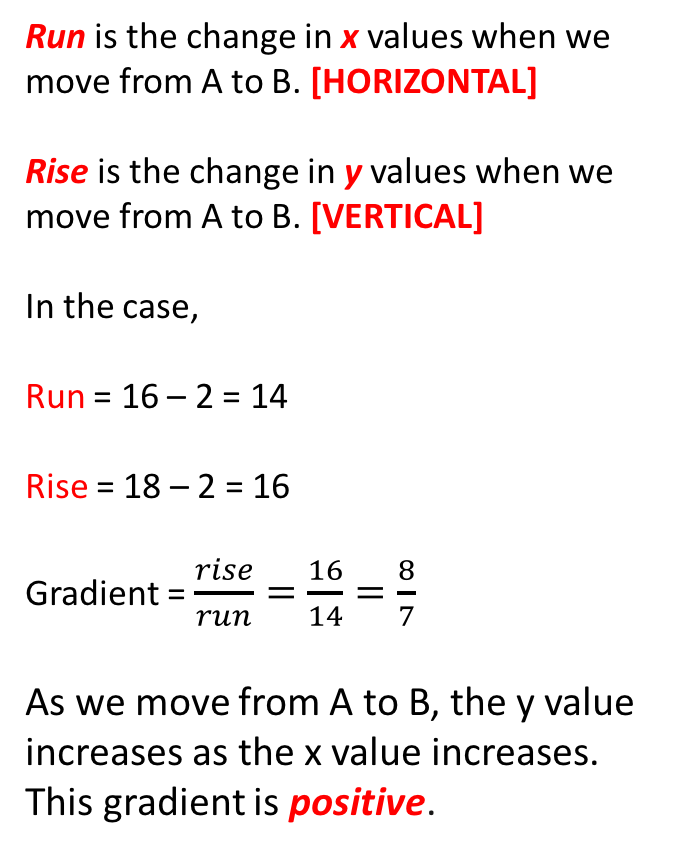 Run is the change in x values when we
move from A to B. [HORIZONTAL]
Rise is the change in y values when we
move from A to B. [VERTICAL]
In the case,
Run = 16 – 2 = 14
Rise = 18 – 2 = 16
Gradient = rise/run = 16/14 = 8/7
As we move from A to B, the y value
increases as the x value increases.
This gradient is positive.